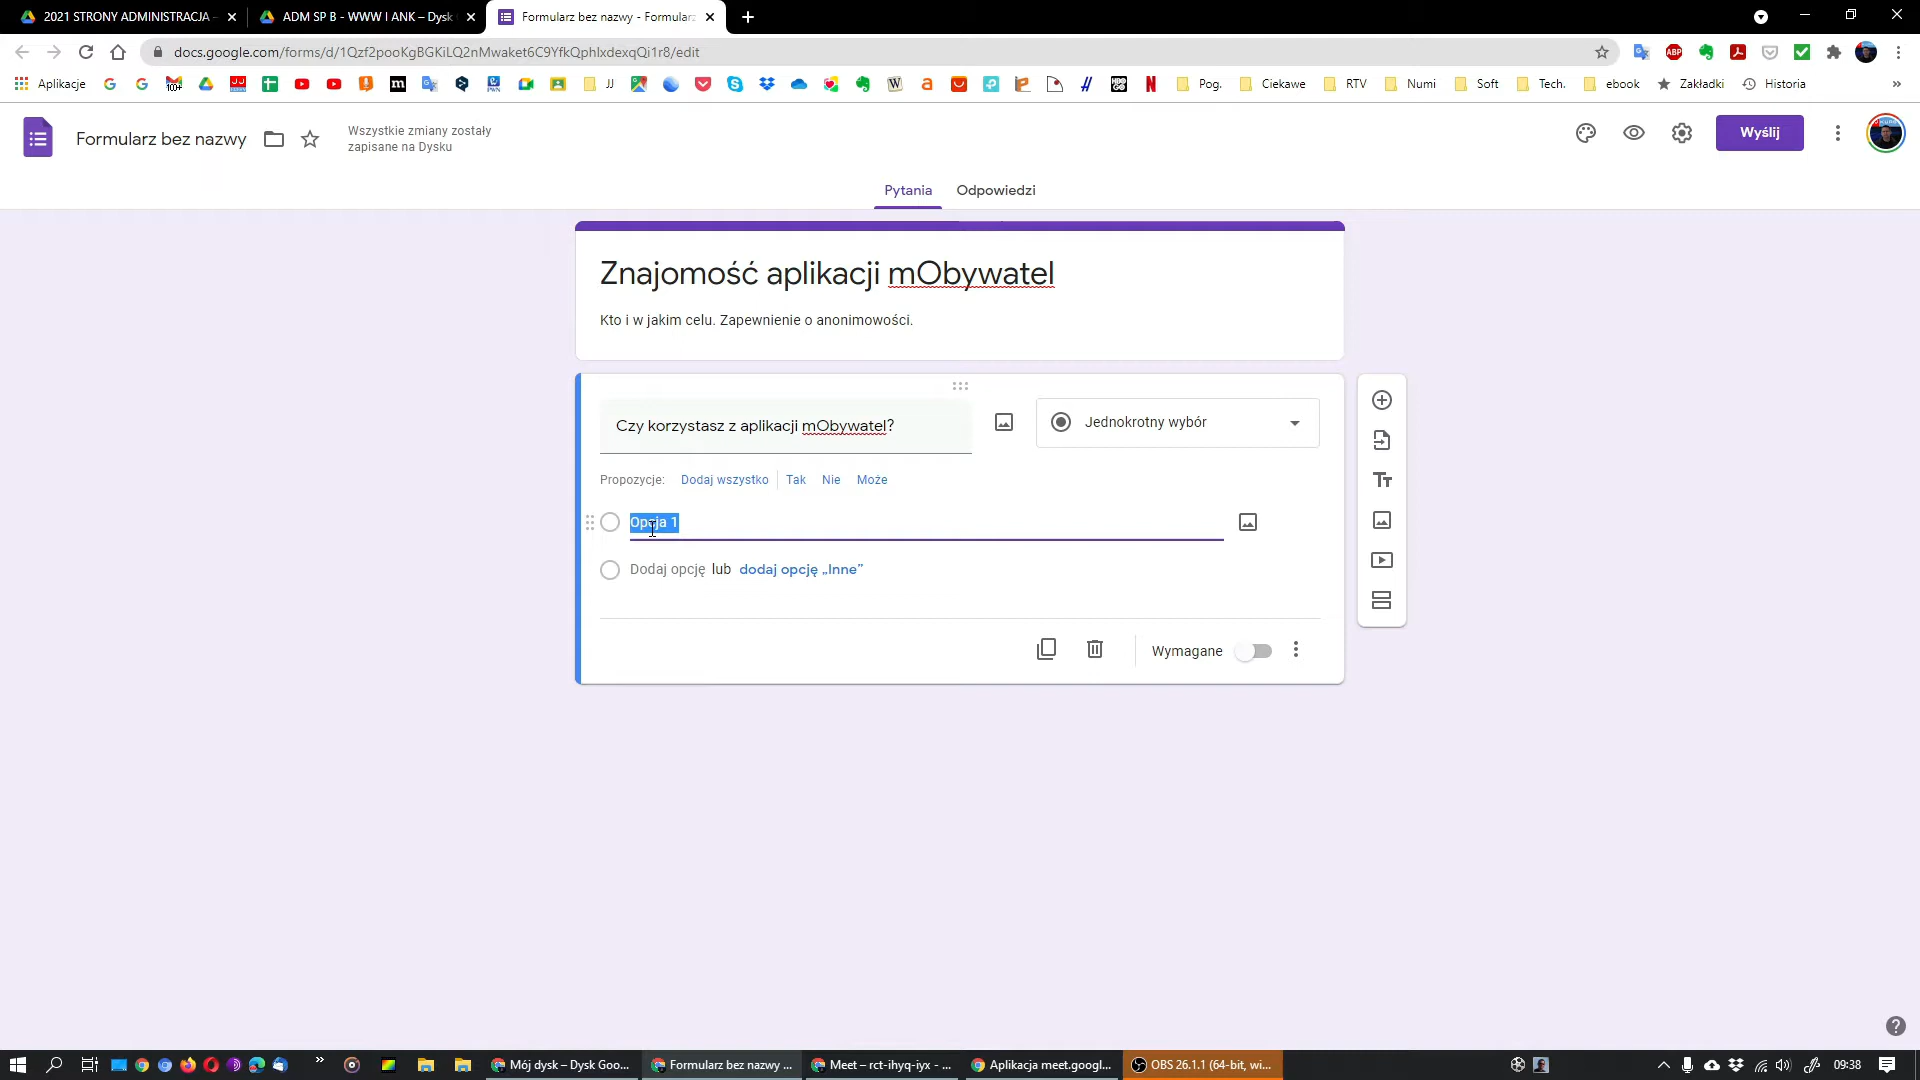 2021 STRONY ADMINISTRACJA -
ADM SP B - WWW I ANK – Dysk
Formularz bez nazwy - Formularz
docs.google.com/forms/d/1Qzf2pooKgBGKiLQ2nMwaket6C9YfkQphlxdexqQi1r8/edit
Aplikacje
JJ
Pog.
Ciekawe
RTV
Numi
Soft
Tech.
ebook
Zakładki
Historia
Formularz bez nazwy
Wszystkie zmiany zostały
zapisane na Dysku
Wyślij
Pytania
Odpowiedzi
Znajomość aplikacji mObywatel
Kto i w jakim celu. Zapewnienie o anonimowości.
Czy korzystasz z aplikacji mObywatel?
Jednokrotny wybór
Propozycje: Dodaj wszystko Tak Nie Może
Opcja 1
Dodaj opcję lub dodaj opcję „Inne”
Wymagane
Mój dysk – Dysk Goo...
Formularz bez nazwy ...
Meet – rct-ihyq-iyx - ...
Aplikacja meet.googl...
OBS 26.1.1 (64-bit, wi...
09:38